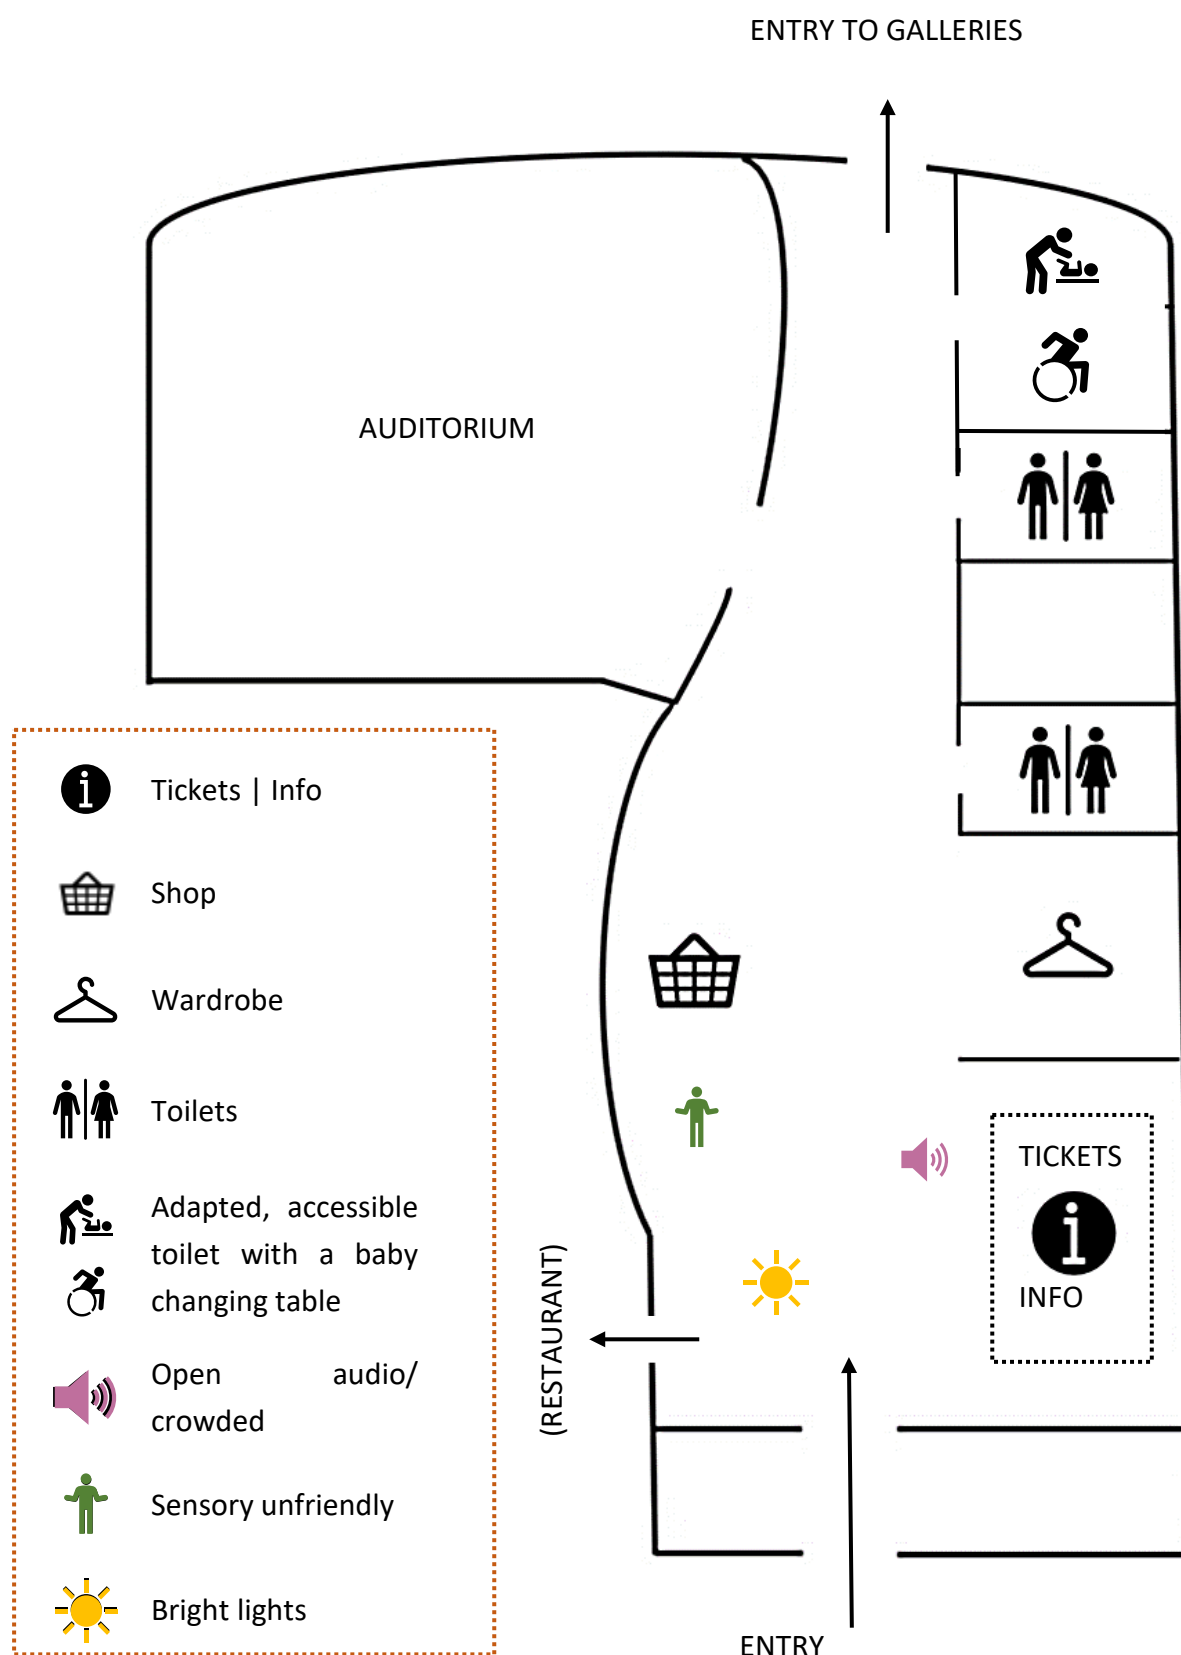 ENTRY TO GALLERIES
AUDITORIUM
Tickets | Info
Shop
Wardrobe
Toilets
Adapted, accessible
toilet with a baby
changing table
Open audio/
crowded
Sensory unfriendly
Bright lights
TICKETS
INFO
(RESTAURANT)
ENTRY